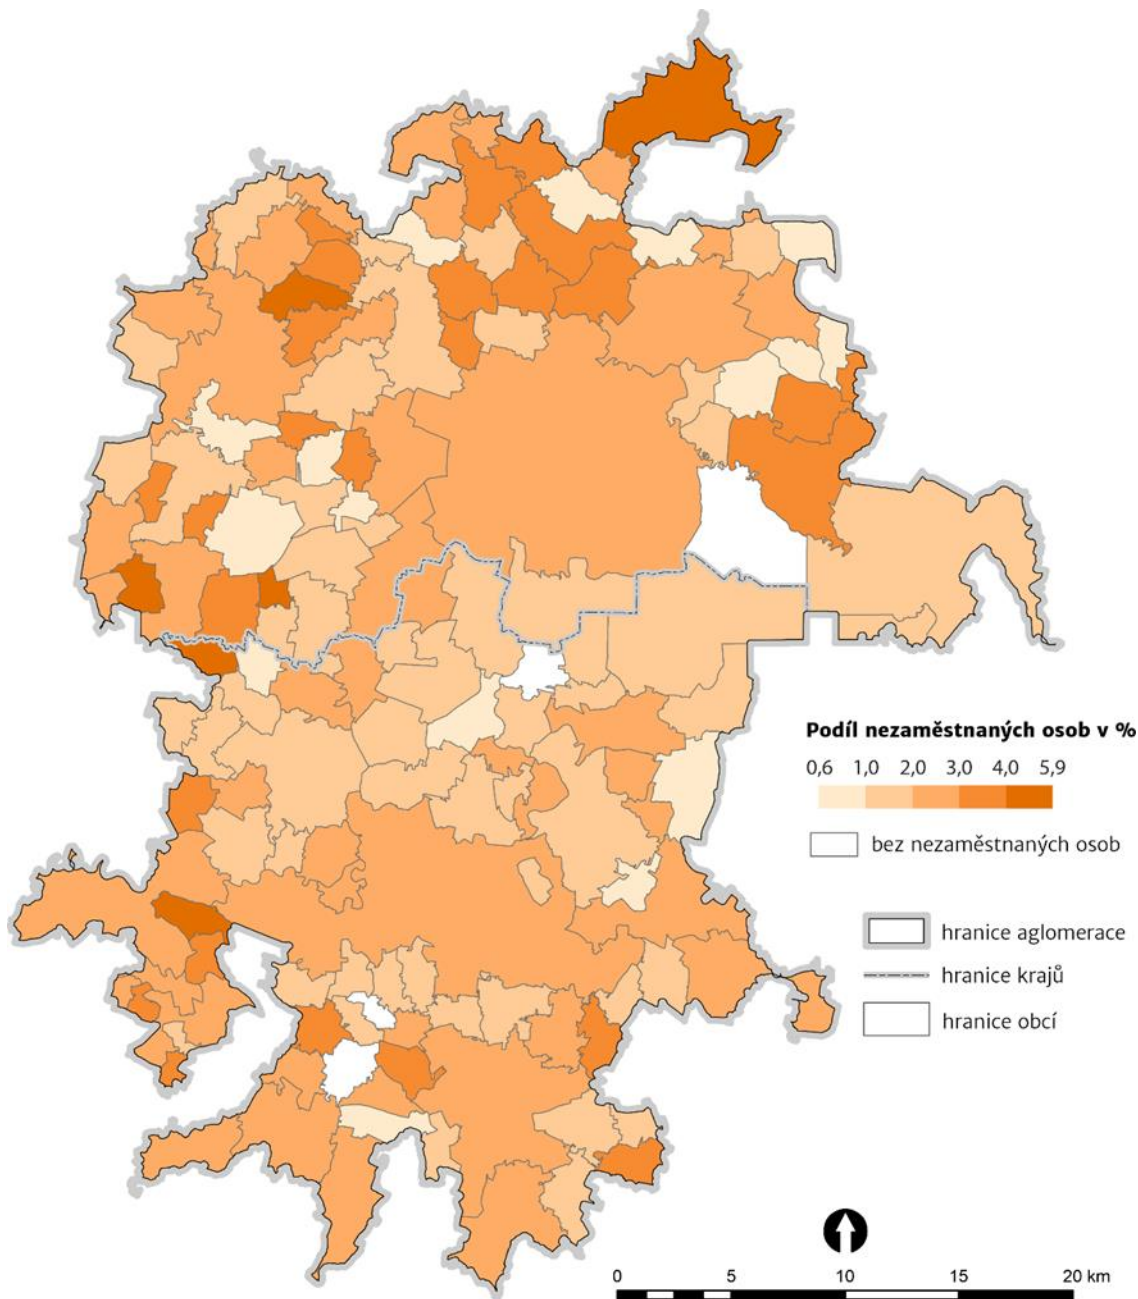 Podíl nezaměstnaných osob v %
0,6 1,0 2,0 3,0 4,0 5,9
bez nezaměstnaných osob
hranice aglomerace
hranice krajů
hranice obcí
0 5 10 15 20 km